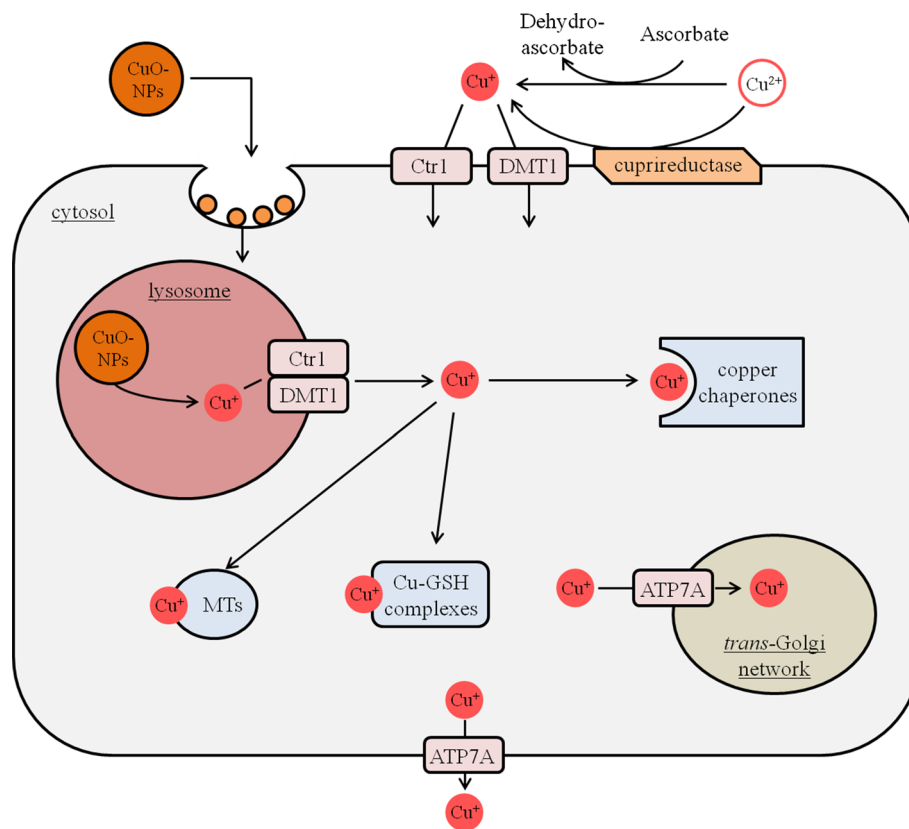 Dehydro-
ascorbate
Ascorbate
CuO-
NPs
Cu⁺
Cu²⁺
Ctr1
DMT1
cuprireductase
cytosol
lysosome
CuO-
NPs
Cu⁺
Ctr1
DMT1
Cu⁺
Cu⁺
copper
chaperones
Cu⁺
MTs
Cu⁺
Cu-GSH
complexes
Cu⁺
ATP7A
Cu⁺
trans-Golgi
network
Cu⁺
ATP7A
Cu⁺